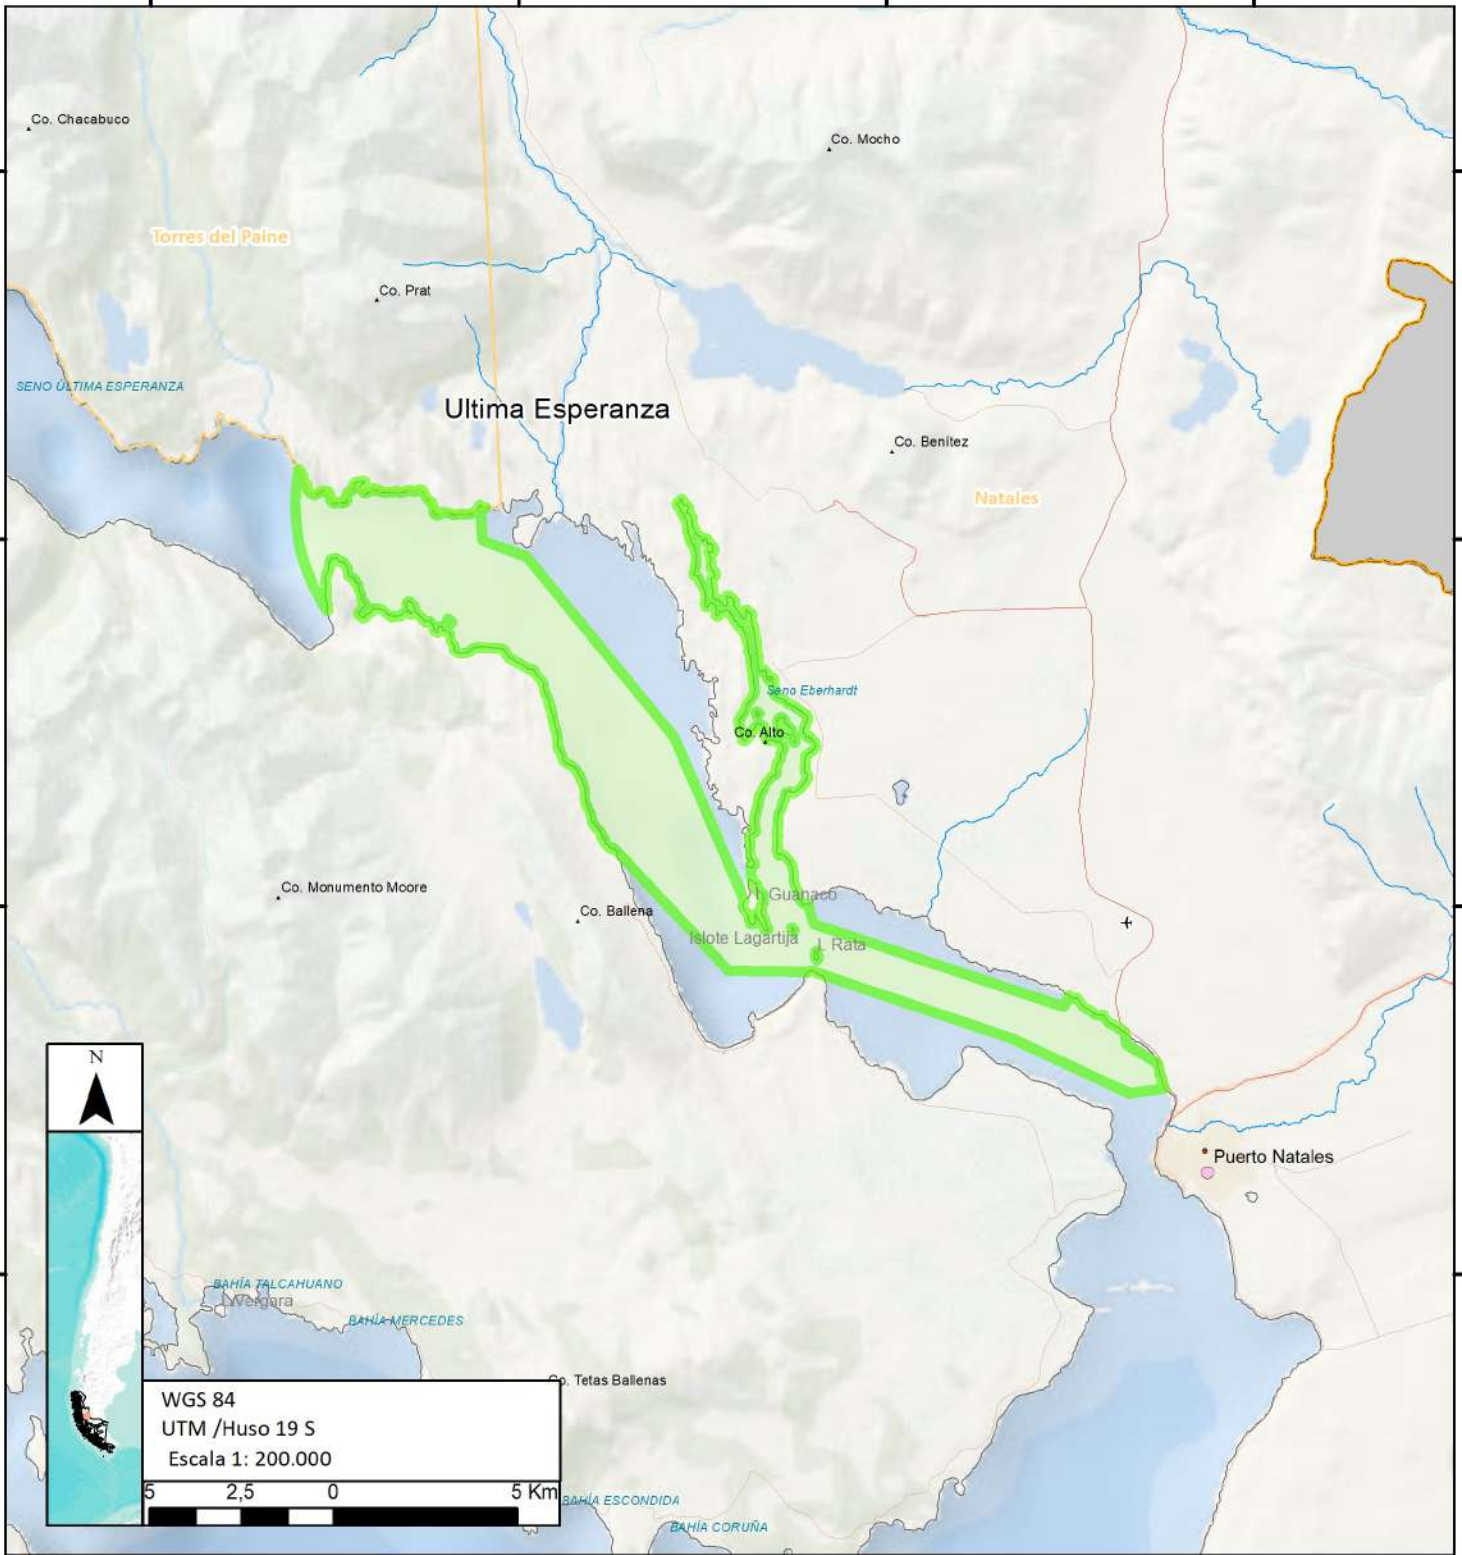 Co. Chacabuco
Co. Mocho
Torres del Paine
Co. Prat
SENO ÚLTIMA ESPERANZA
Ultima Esperanza
Co. Benítez
Natales
Seno Eberhardt
Co. Alto
Co. Monumento Moore
I. Guanaco
Co. Ballena
Islote Lagartija
I. Rata
N
Puerto Natales
BAHÍA TALCAHUANO
I. Vergara
BAHÍA MERCEDES
Co. Tetas Ballenas
WGS 84
UTM /Huso 19 S
Escala 1: 200.000
5 2,5 0 5 Km
BAHÍA ESCONDIDA
BAHÍA CORUÑA